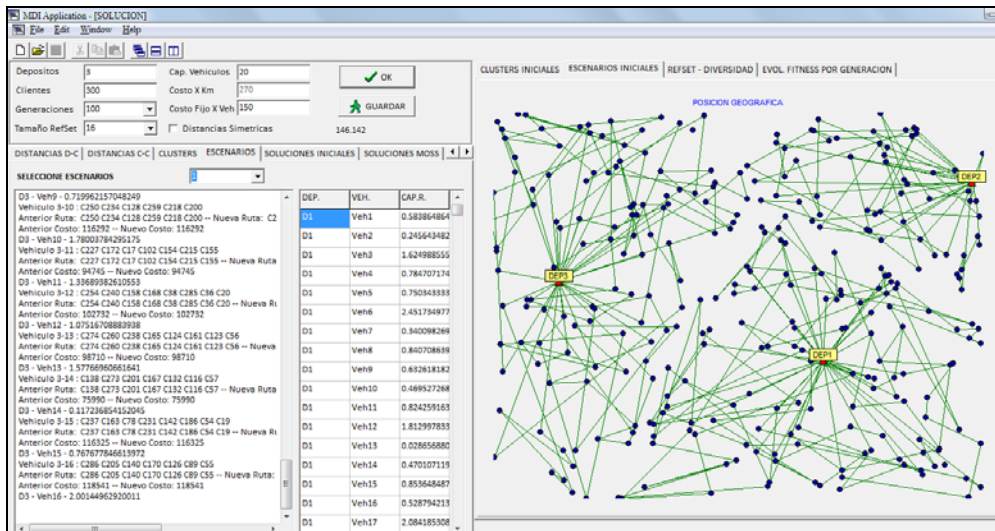 MDI Application - [SOLUCION]
File Edit Window Help
Depositos 3 Cap. Vehiculos 20
OK
Clientes 300 Costo X Km 270
Generaciones 100 Costo Fijo X Veh 150
GUARDAR
Tamaño RefSet 16 Distancias Simetricas 146.142
DISTANCIAS D-C DISTANCIAS C-C CLUSTERS ESCENARIOS SOLUCIONES INICIALES SOLUCIONES MOSS
SELECCIONE ESCENARIOS 1
D3 - Veh9 - 0.719962157048249
Vehiculo 3-10 : C250 C234 C128 C259 C218 C200
Anterior Ruta: C250 C234 C128 C259 C218 C200 -- Nueva Ruta: C2
Anterior Costo: 116292 -- Nuevo Costo: 116292
D3 - Veh10 - 1.78003784295175
Vehiculo 3-11 : C227 C172 C17 C102 C154 C215 C155
Anterior Ruta: C227 C172 C17 C102 C154 C215 C155 -- Nueva Ruta
Anterior Costo: 94745 -- Nuevo Costo: 94745
D3 - Veh11 - 1.33689382610553
Vehiculo 3-12 : C254 C240 C158 C168 C38 C285 C36 C20
Anterior Ruta: C254 C240 C158 C168 C38 C285 C36 C20 -- Nueva Ru
Anterior Costo: 102732 -- Nuevo Costo: 102732
D3 - Veh12 - 1.07516708883938
Vehiculo 3-13 : C274 C260 C238 C165 C124 C161 C123 C56
Anterior Ruta: C274 C260 C238 C165 C124 C161 C123 C56 -- Nueva
Anterior Costo: 98710 -- Nuevo Costo: 98710
D3 - Veh13 - 1.57766960661641
Vehiculo 3-14 : C138 C273 C201 C167 C132 C116 C57
Anterior Ruta: C138 C273 C201 C167 C132 C116 C57 -- Nueva Ruta
Anterior Costo: 75990 -- Nuevo Costo: 75990
D3 - Veh14 - 0.117236854152045
Vehiculo 3-15 : C237 C163 C78 C231 C142 C186 C54 C19
Anterior Ruta: C237 C163 C78 C231 C142 C186 C54 C19 -- Nueva Ru
Anterior Costo: 116325 -- Nuevo Costo: 116325
D3 - Veh15 - 0.767677846613972
Vehiculo 3-16 : C286 C205 C140 C170 C126 C89 C55
Anterior Ruta: C286 C205 C140 C170 C126 C89 C55 -- Nueva Ruta:
Anterior Costo: 118541 -- Nuevo Costo: 118541
D3 - Veh16 - 2.00144962920011
DEP. VEH. CAP.R.
D1 Veh1 0.583864864
D1 Veh2 0.245643482
D1 Veh3 1.624988555
D1 Veh4 0.784707174
D1 Veh5 0.750343333
D1 Veh6 2.451734977
D1 Veh7 0.340098269
D1 Veh8 0.840708639
D1 Veh9 0.632618182
D1 Veh10 0.469527268
D1 Veh11 0.824259163
D1 Veh12 1.812997833
D1 Veh13 0.028656880
D1 Veh14 0.470107119
D1 Veh15 0.853648487
D1 Veh16 0.528794213
D1 Veh17 2.084185308
CLUSTERS INICIALES ESCENARIOS INICIALES REFSET - DIVERSIDAD EVOL. FITNESS POR GENERACION
POSICION GEOGRAFICA
DEP2
DEP3
DEP1